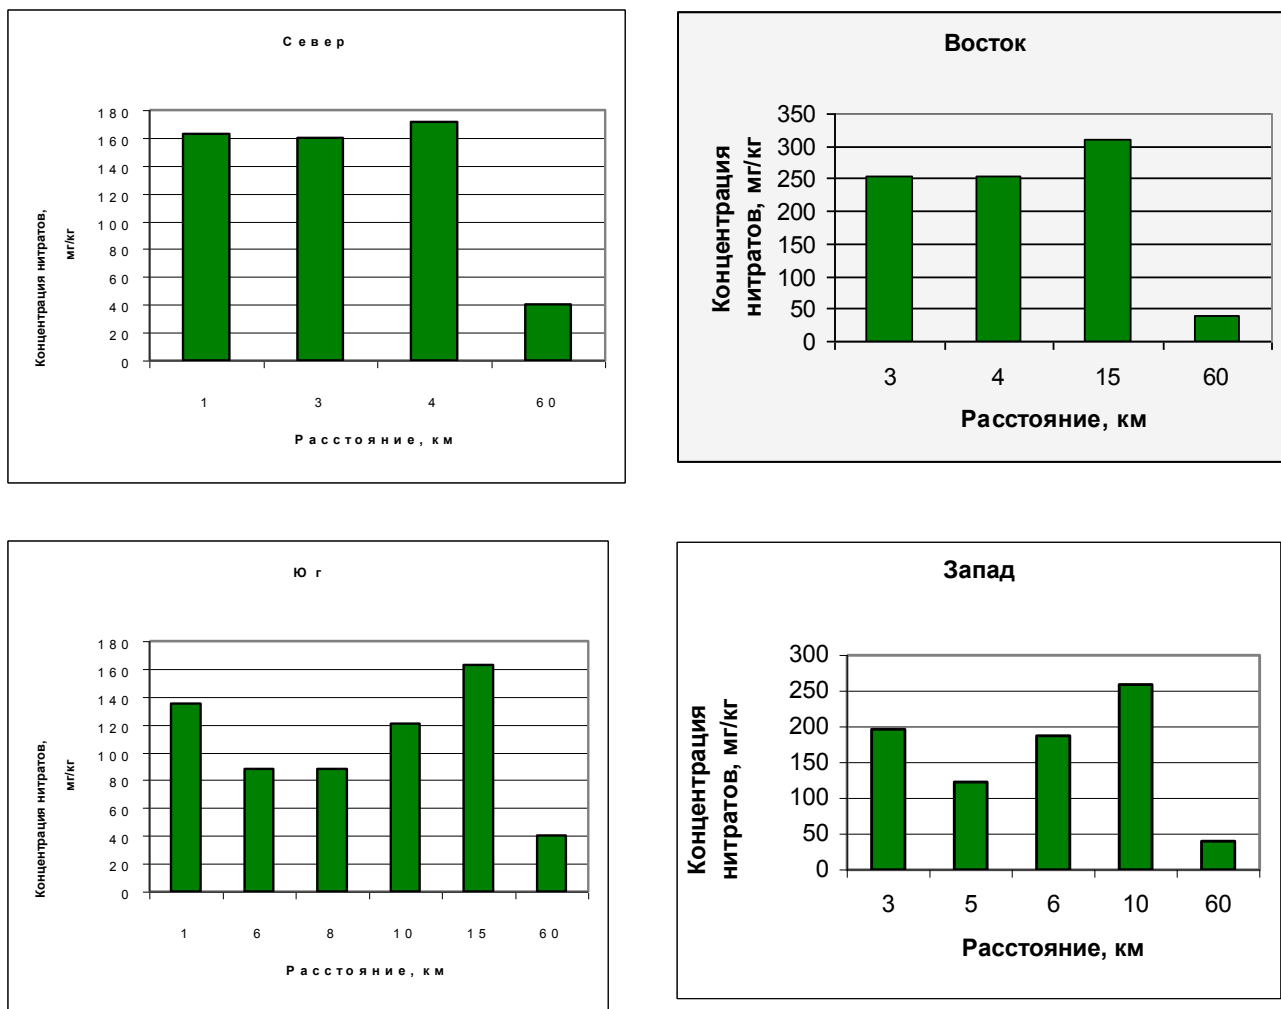 Север
Концентрация нитратов,
мг/кг
180
160
140
120
100
80
60
40
20
0
1 3 4 60
Расстояние, км
Восток
Концентрация
нитратов, мг/кг
350
300
250
200
150
100
50
0
3 4 15 60
Расстояние, км
Юг
Концентрация нитратов,
мг/кг
180
160
140
120
100
80
60
40
20
0
1 6 8 10 15 60
Расстояние, км
Запад
Концентрация
нитратов, мг/кг
300
250
200
150
100
50
0
3 5 6 10 60
Расстояние, км